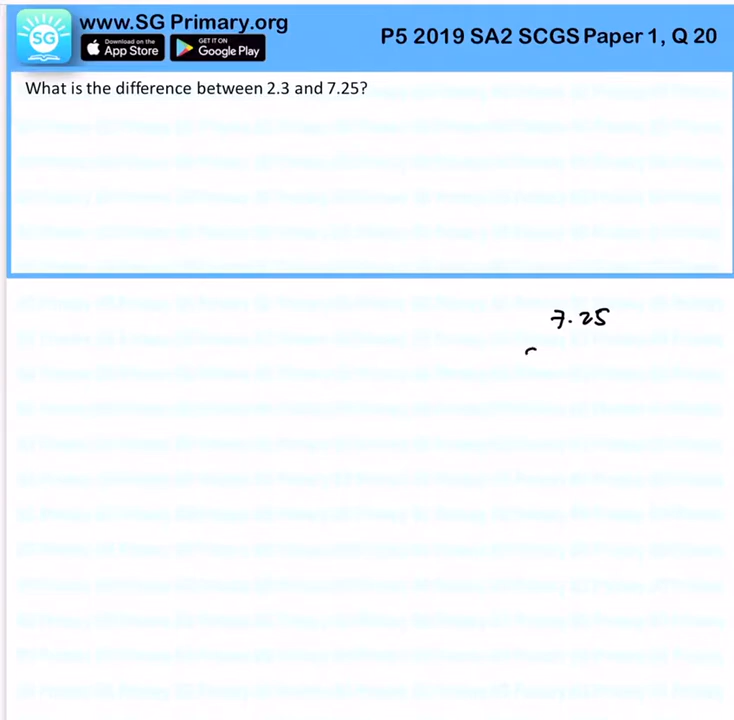 www.SG Primary.org
SG
Download on the
App Store
GET IT ON
Google Play
P5 2019 SA2 SCGS Paper 1, Q 20
What is the difference between 2.3 and 7.25?
7.25